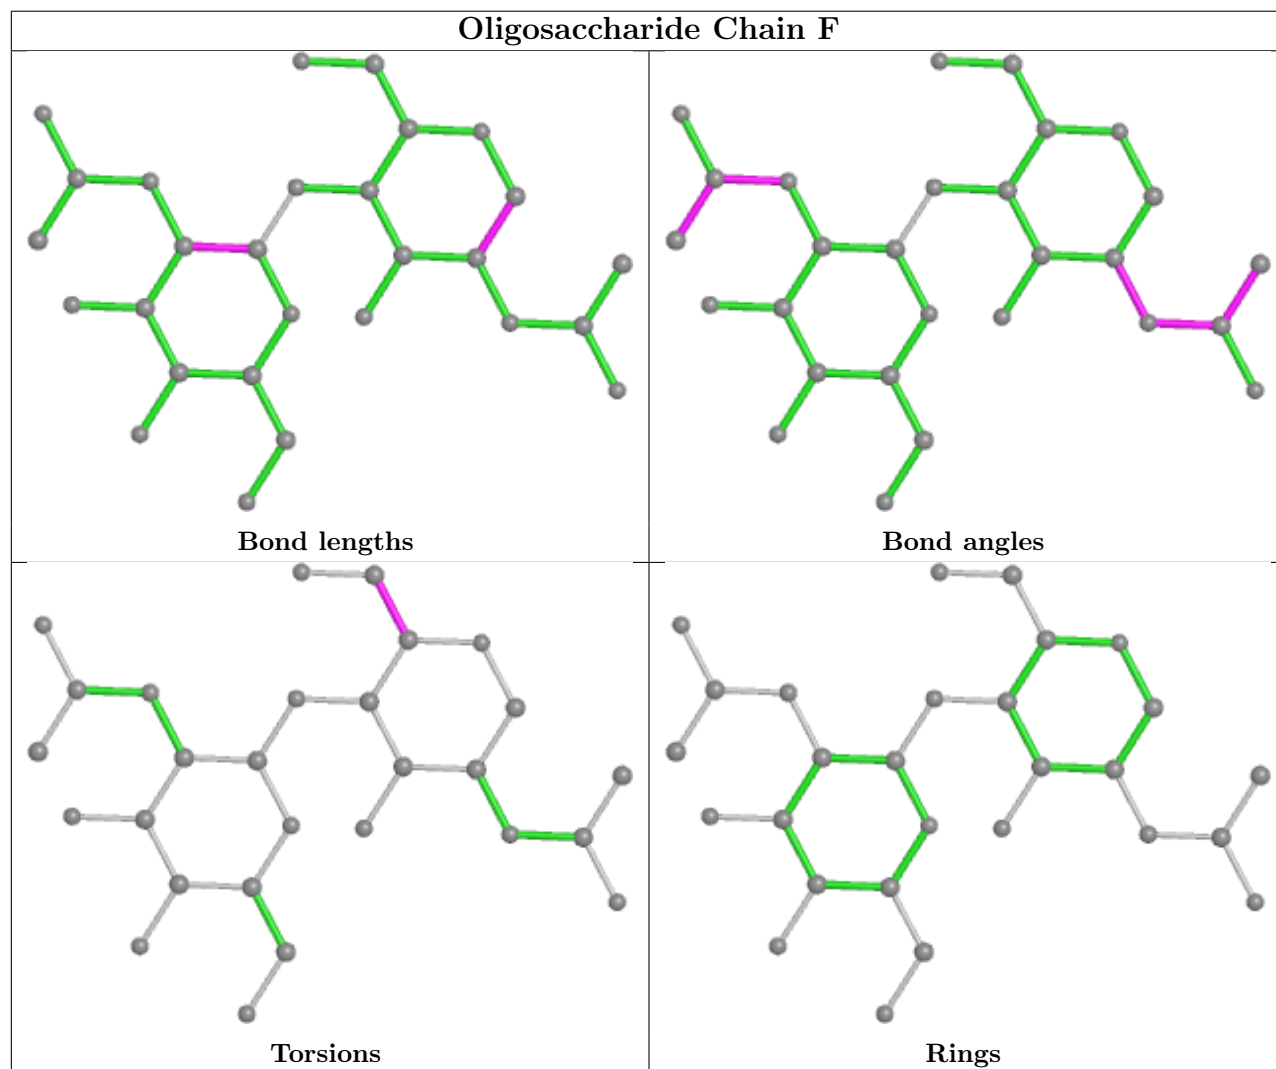 Oligosaccharide Chain F
Bond lengths
Bond angles
Torsions
Rings